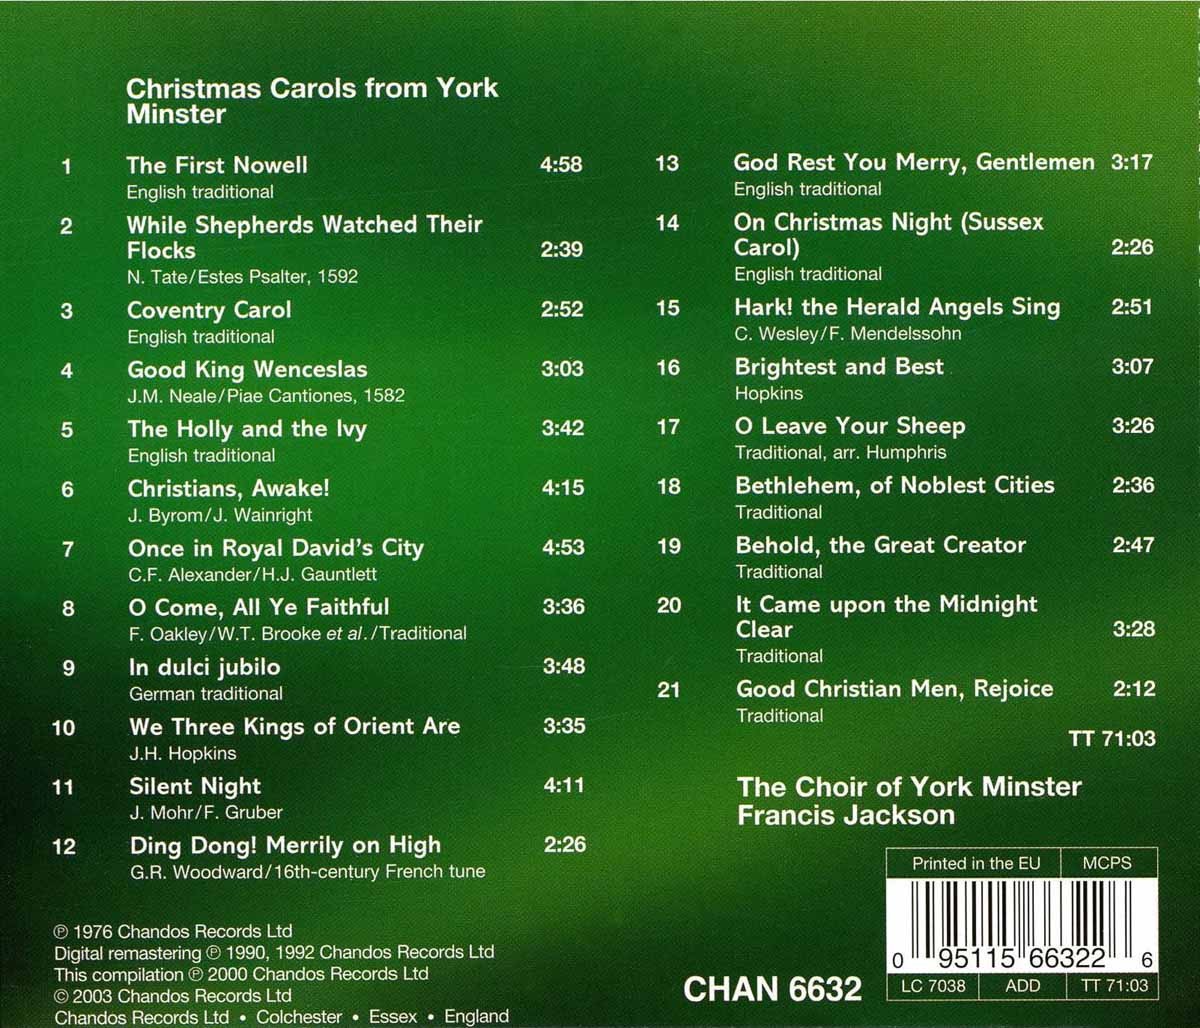 Christmas Carols from York
Minster
1 The First Nowell 4:58
English traditional
2 While Shepherds Watched Their
Flocks 2:39
N. Tate/Estes Psalter, 1592
3 Coventry Carol 2:52
English traditional
4 Good King Wenceslas 3:03
J.M. Neale/Piae Cantiones, 1582
5 The Holly and the Ivy 3:42
English traditional
6 Christians, Awake! 4:15
J. Byrom/J. Wainright
7 Once in Royal David's City 4:53
C.F. Alexander/H.J. Gauntlett
8 O Come, All Ye Faithful 3:36
F. Oakley/W.T. Brooke et al./Traditional
9 In dulci jubilo 3:48
German traditional
10 We Three Kings of Orient Are 3:35
J.H. Hopkins
11 Silent Night 4:11
J. Mohr/F. Gruber
12 Ding Dong! Merrily on High 2:26
G.R. Woodward/16th-century French tune
13 God Rest You Merry, Gentlemen 3:17
English traditional
14 On Christmas Night (Sussex
Carol) 2:26
English traditional
15 Hark! the Herald Angels Sing 2:51
C. Wesley/F. Mendelssohn
16 Brightest and Best 3:07
Hopkins
17 O Leave Your Sheep 3:26
Traditional, arr. Humphris
18 Bethlehem, of Noblest Cities 2:36
Traditional
19 Behold, the Great Creator 2:47
Traditional
20 It Came upon the Midnight
Clear 3:28
Traditional
21 Good Christian Men, Rejoice 2:12
Traditional
TT 71:03
The Choir of York Minster
Francis Jackson
℗ 1976 Chandos Records Ltd
Digital remastering ℗ 1990, 1992 Chandos Records Ltd
This compilation ℗ 2000 Chandos Records Ltd
© 2003 Chandos Records Ltd
Chandos Records Ltd • Colchester • Essex • England
CHAN 6632
Printed in the EU MCPS
0 95115 66322 6
LC 7038 ADD TT 71:03